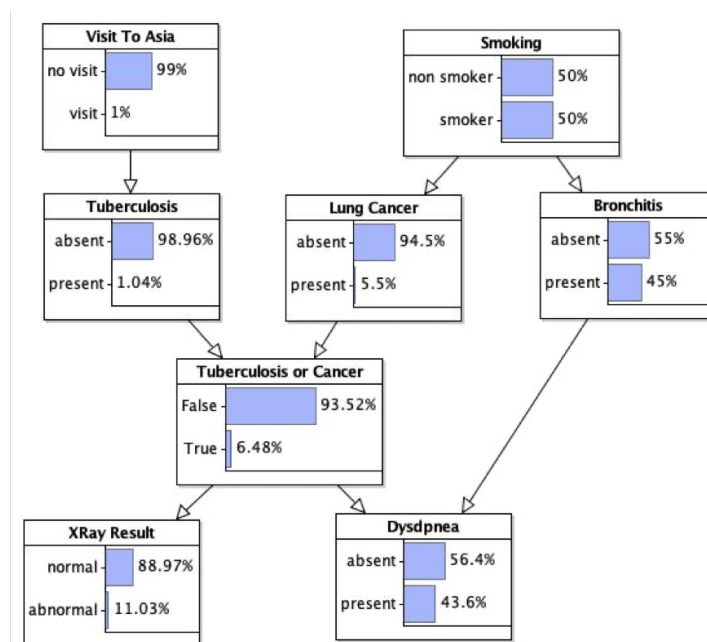 Visit To Asia
no visit 99%
visit 1%
Smoking
non smoker 50%
smoker 50%
Tuberculosis
absent 98.96%
present 1.04%
Lung Cancer
absent 94.5%
present 5.5%
Bronchitis
absent 55%
present 45%
Tuberculosis or Cancer
False 93.52%
True 6.48%
XRay Result
normal 88.97%
abnormal 11.03%
Dysdpnea
absent 56.4%
present 43.6%